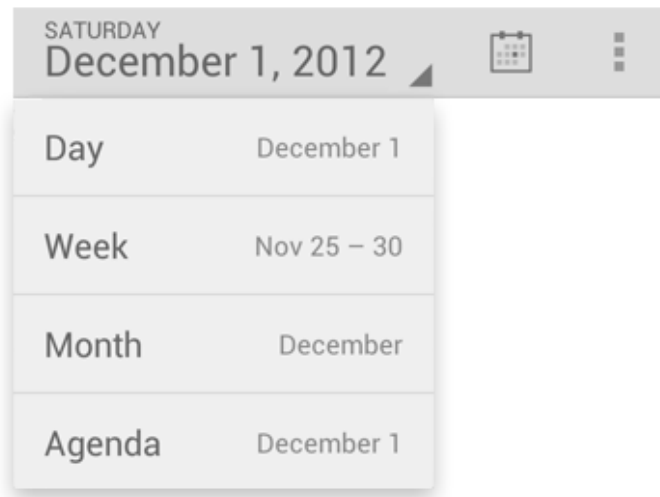 SATURDAY
December 1, 2012
Day December 1
Week Nov 25 – 30
Month December
Agenda December 1